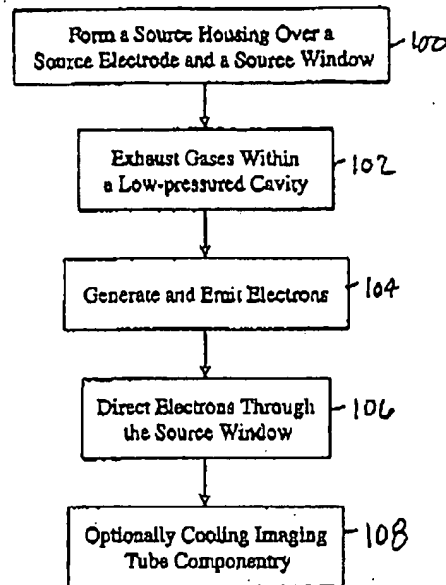 Form a Source Housing Over a
Source Electrode and a Source Window
100
Exhaust Gases Within
a Low-pressured Cavity
102
Generate and Emit Electrons
104
Direct Electrons Through
the Source Window
106
Optionally Cooling Imaging
Tube Componentry
108